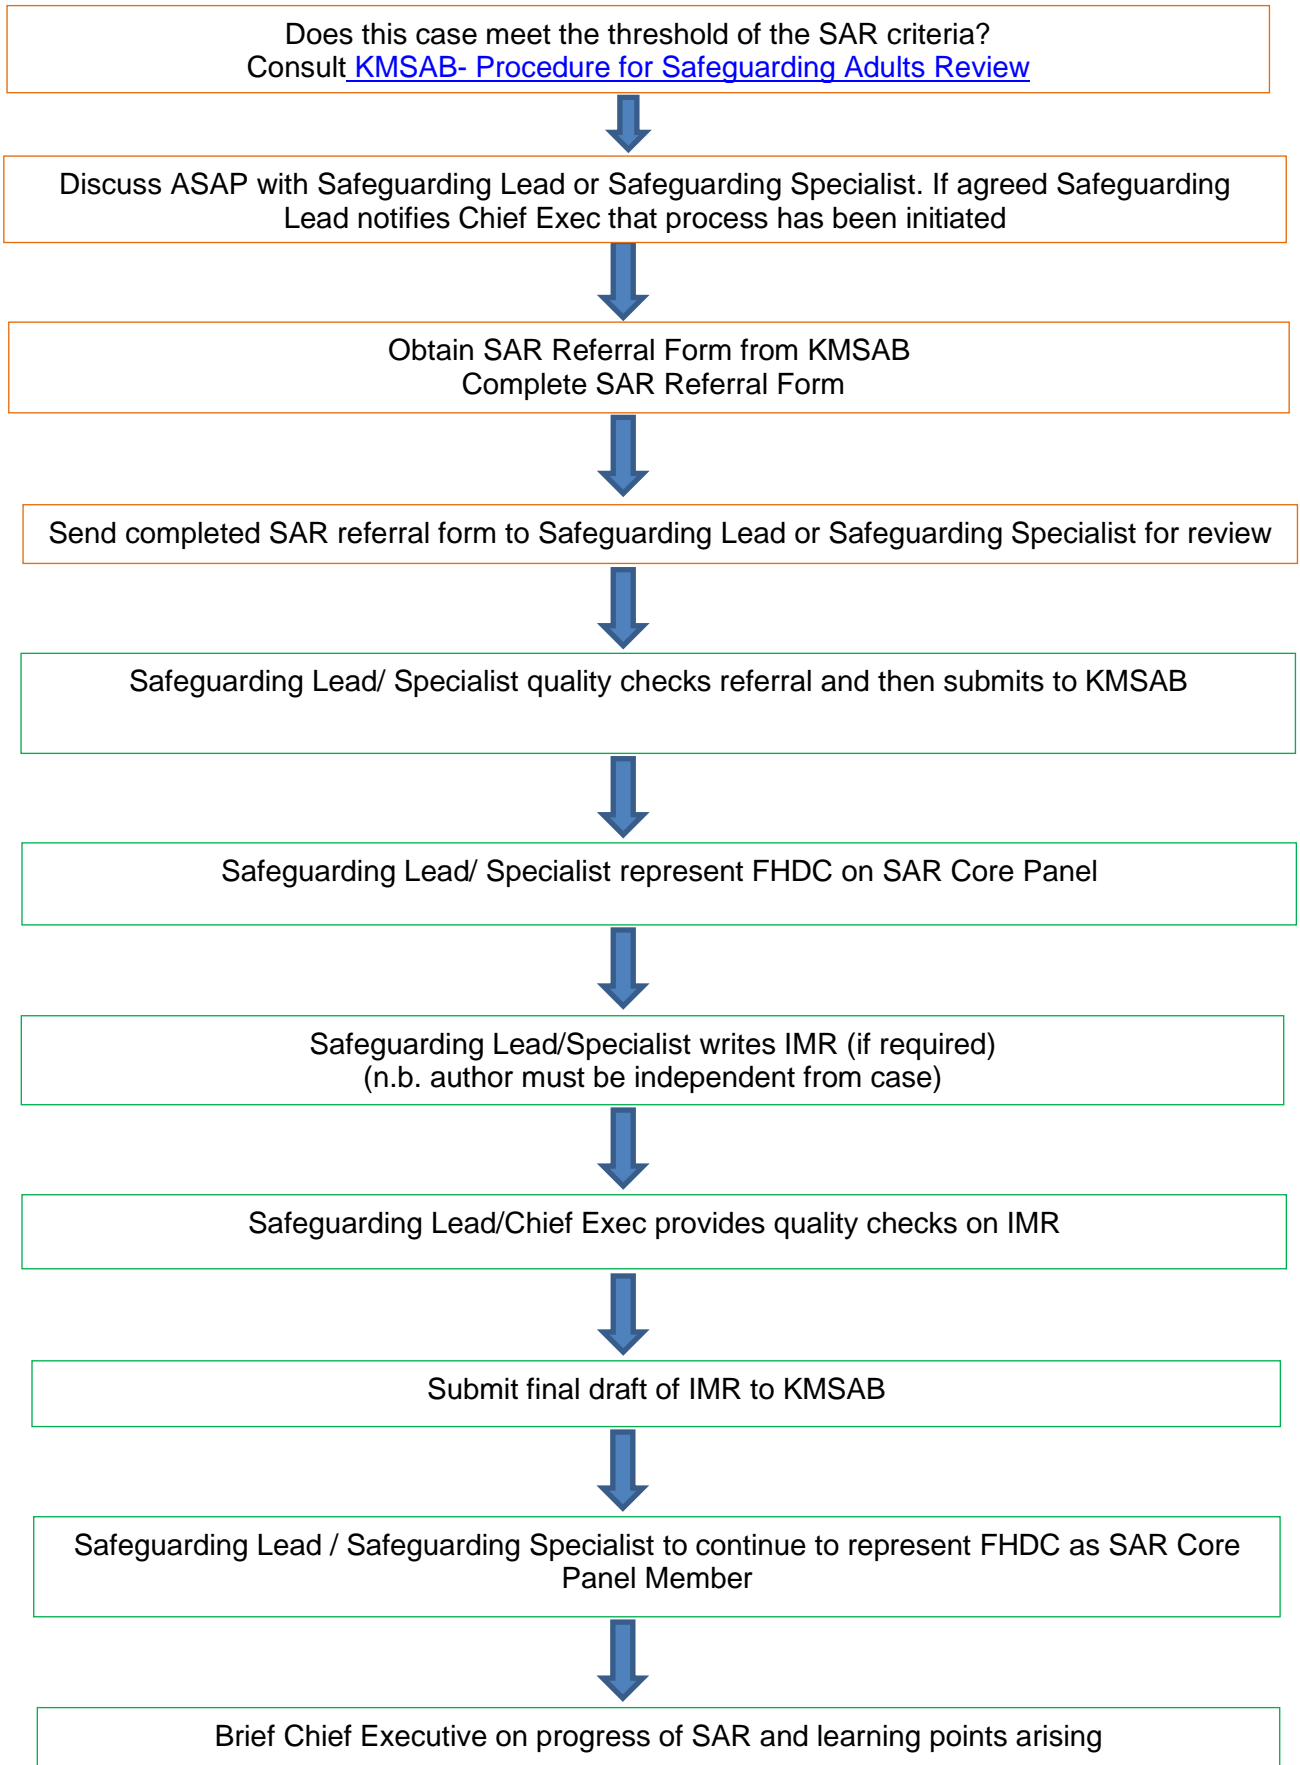 Does this case meet the threshold of the SAR criteria?
Consult KMSAB- Procedure for Safeguarding Adults Review
Discuss ASAP with Safeguarding Lead or Safeguarding Specialist. If agreed Safeguarding
Lead notifies Chief Exec that process has been initiated
Obtain SAR Referral Form from KMSAB
Complete SAR Referral Form
Send completed SAR referral form to Safeguarding Lead or Safeguarding Specialist for review
Safeguarding Lead/ Specialist quality checks referral and then submits to KMSAB
Safeguarding Lead/ Specialist represent FHDC on SAR Core Panel
Safeguarding Lead/Specialist writes IMR (if required)
(n.b. author must be independent from case)
Safeguarding Lead/Chief Exec provides quality checks on IMR
Submit final draft of IMR to KMSAB
Safeguarding Lead / Safeguarding Specialist to continue to represent FHDC as SAR Core
Panel Member
Brief Chief Executive on progress of SAR and learning points arising